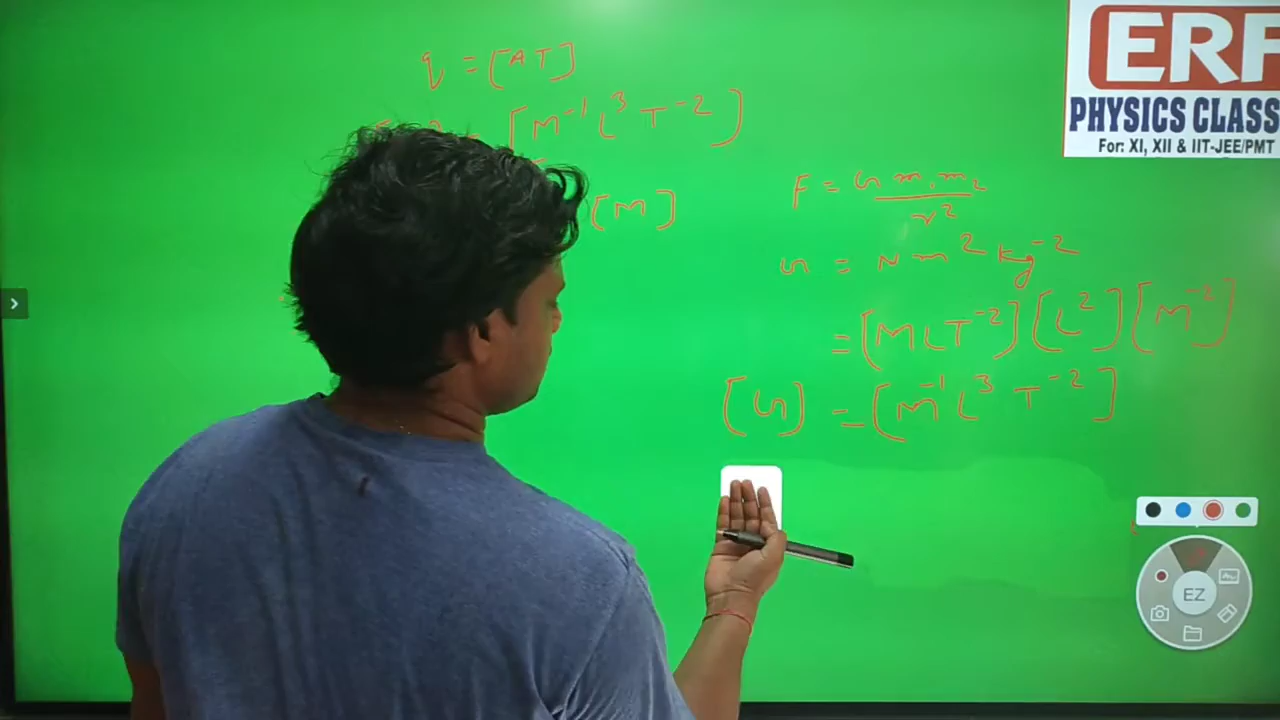 q = [AT]
= [M⁻¹ L³ T⁻²]
[M]
ERF
PHYSICS CLASS
For: XI, XII & IIT-JEE/PMT
F = G m₁m₂ / r²
G = N m² kg⁻²
= [MLT⁻²] [L²] [M⁻²]
[G] = [M⁻¹ L³ T⁻²]
EZ